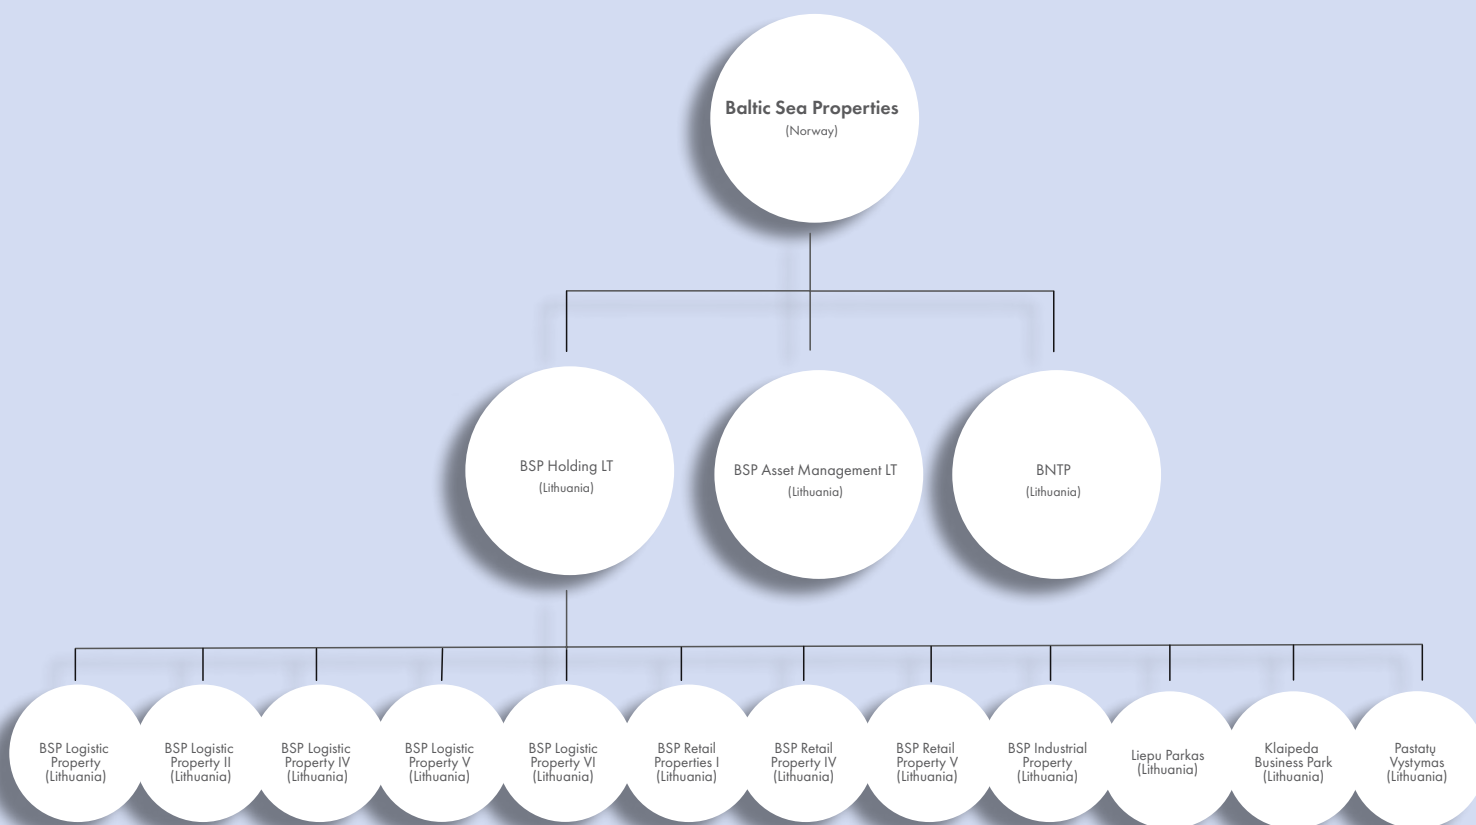 Baltic Sea Properties
(Norway)
BSP Holding LT
(Lithuania)
BSP Asset Management LT
(Lithuania)
BNTP
(Lithuania)
BSP Logistic
Property
(Lithuania)
BSP Logistic
Property II
(Lithuania)
BSP Logistic
Property IV
(Lithuania)
BSP Logistic
Property V
(Lithuania)
BSP Logistic
Property VI
(Lithuania)
BSP Retail
Properties I
(Lithuania)
BSP Retail
Property IV
(Lithuania)
BSP Retail
Property V
(Lithuania)
BSP Industrial
Property
(Lithuania)
Liepu Parkas
(Lithuania)
Klaipeda
Business Park
(Lithuania)
Pastatų
Vystymas
(Lithuania)